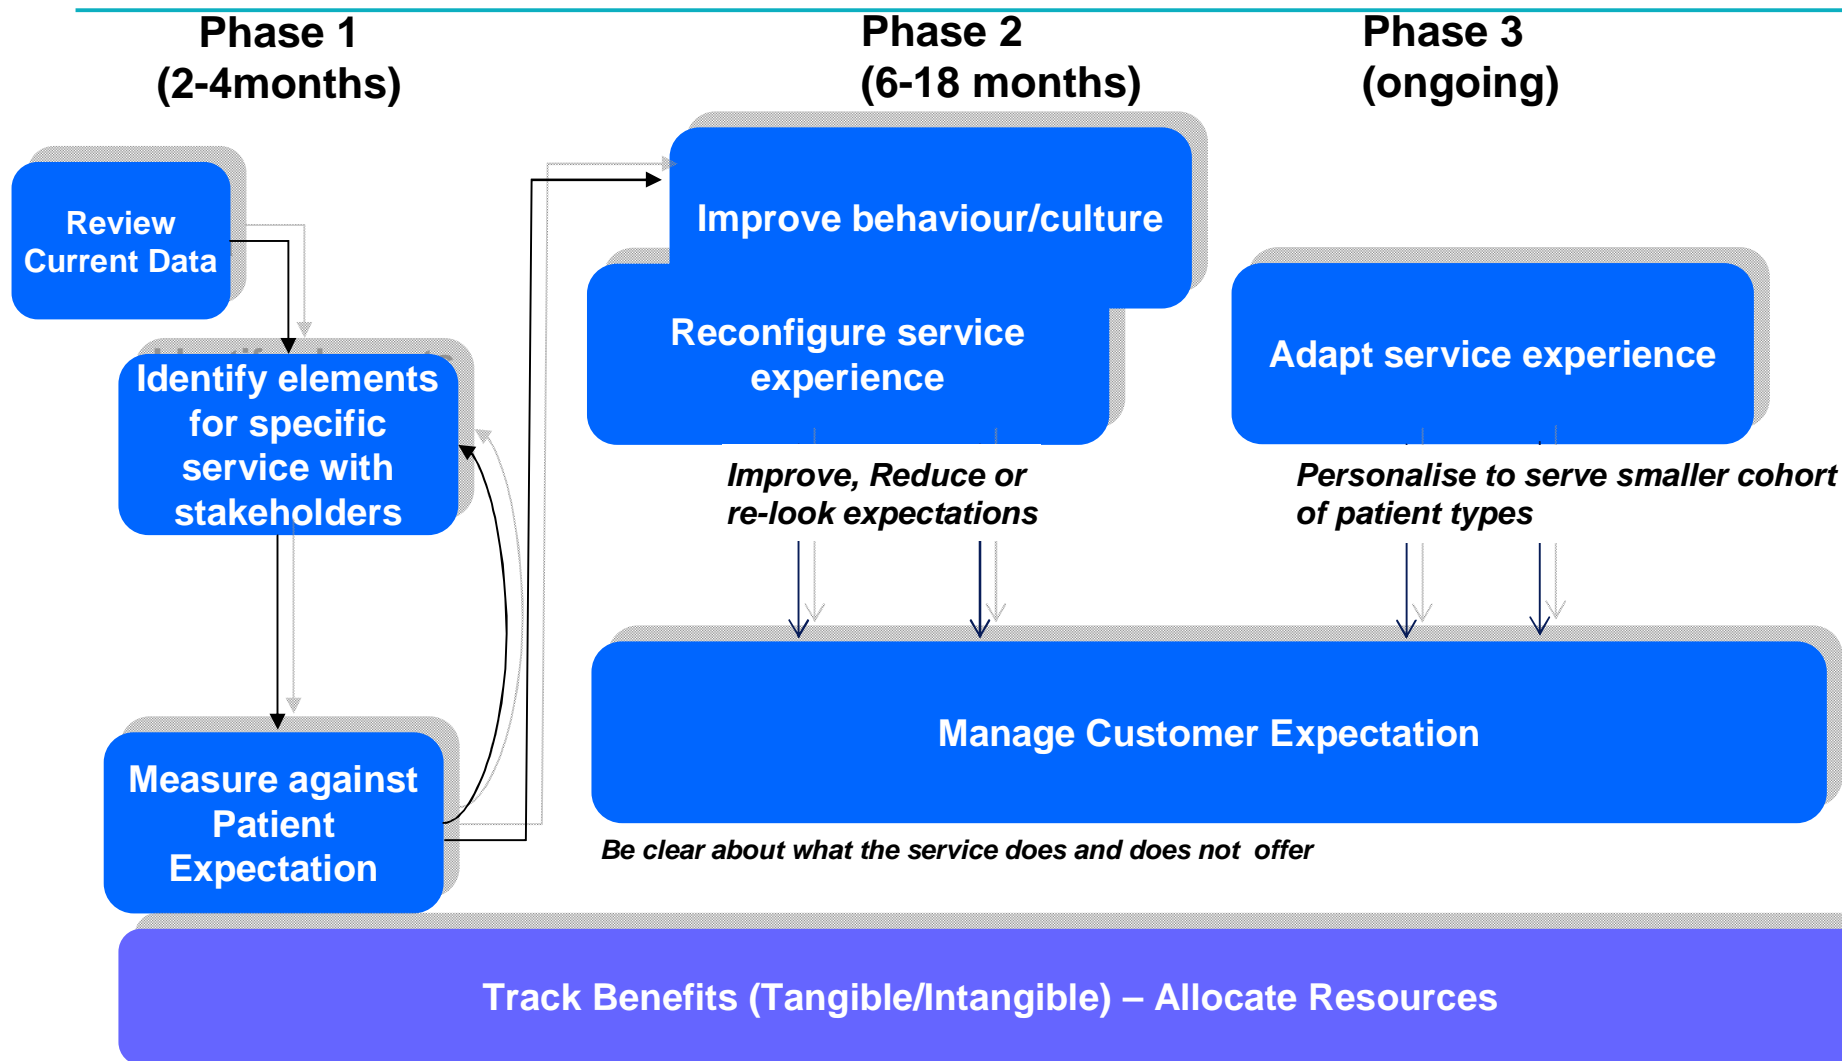 Phase 1
(2-4months)
Phase 2
(6-18 months)
Phase 3
(ongoing)
Review
Current Data
Identify elements
for specific
service with
stakeholders
Measure against
Patient
Expectation
Improve behaviour/culture
Reconfigure service
experience
Improve, Reduce or
re-look expectations
Adapt service experience
Personalise to serve smaller cohort
of patient types
Manage Customer Expectation
Be clear about what the service does and does not  offer
Track Benefits (Tangible/Intangible) – Allocate Resources